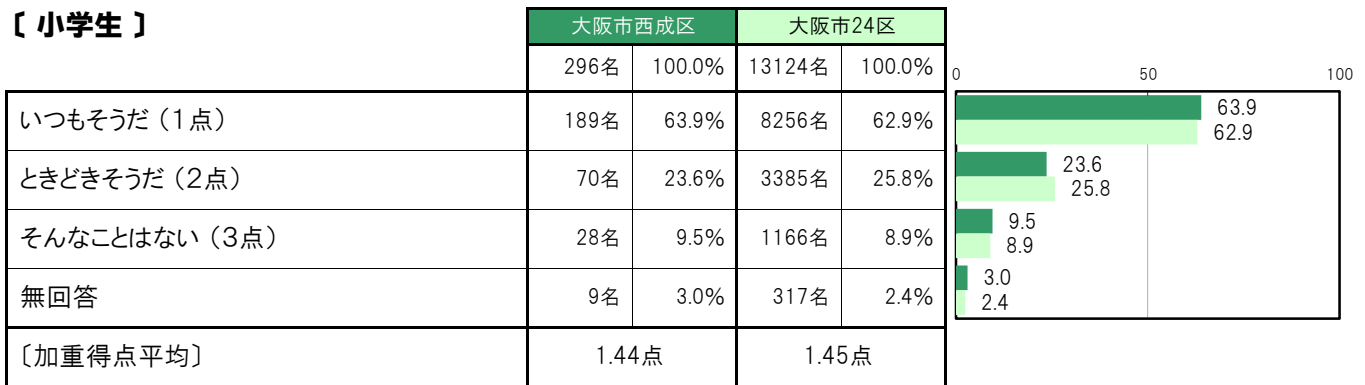 〔 小学生 〕
大阪市西成区 大阪市24区
296名 100.0% 13124名 100.0%
0 50 100
いつもそうだ（1点） 189名 63.9% 8256名 62.9% 63.9
62.9
ときどきそうだ（2点） 70名 23.6% 3385名 25.8% 23.6
25.8
そんなことはない（3点） 28名 9.5% 1166名 8.9% 9.5
8.9
無回答 9名 3.0% 317名 2.4% 3.0
2.4
〔加重得点平均〕 1.44点 1.45点